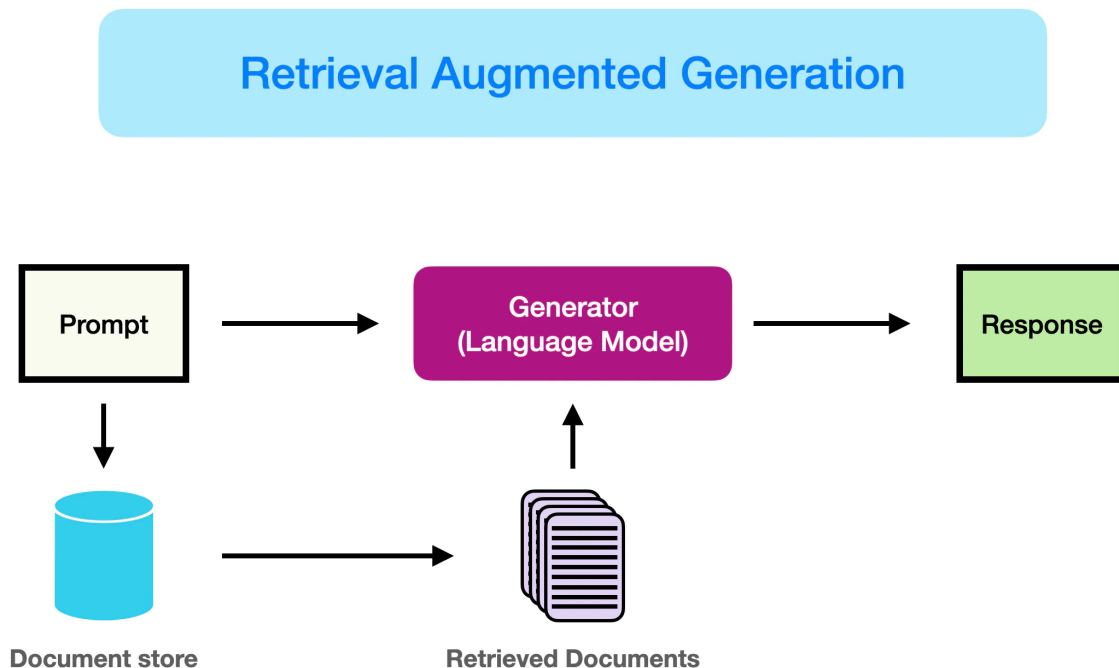 Retrieval Augmented Generation
Prompt
Generator
(Language Model)
Response
Document store
Retrieved Documents